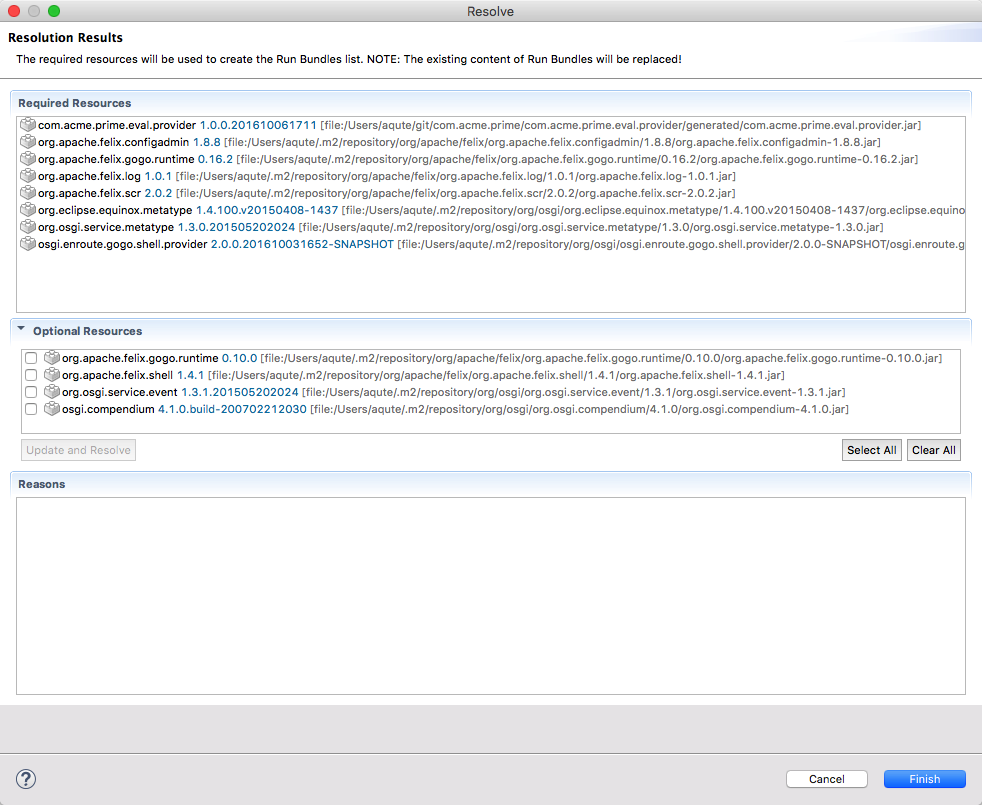 Resolve
Resolution Results
The required resources will be used to create the Run Bundles list. NOTE: The existing content of Run Bundles will be replaced!
Required Resources
com.acme.prime.eval.provider 1.0.0.201610061711 [file:/Users/aqute/git/com.acme.prime/com.acme.prime.eval.provider/generated/com.acme.prime.eval.provider.jar]
org.apache.felix.configadmin 1.8.8 [file:/Users/aqute/.m2/repository/org/apache/felix/org.apache.felix.configadmin/1.8.8/org.apache.felix.configadmin-1.8.8.jar]
org.apache.felix.gogo.runtime 0.16.2 [file:/Users/aqute/.m2/repository/org/apache/felix/org.apache.felix.gogo.runtime/0.16.2/org.apache.felix.gogo.runtime-0.16.2.jar]
org.apache.felix.log 1.0.1 [file:/Users/aqute/.m2/repository/org/apache/felix/org.apache.felix.log/1.0.1/org.apache.felix.log-1.0.1.jar]
org.apache.felix.scr 2.0.2 [file:/Users/aqute/.m2/repository/org/apache/felix/org.apache.felix.scr/2.0.2/org.apache.felix.scr-2.0.2.jar]
org.eclipse.equinox.metatype 1.4.100.v20150408-1437 [file:/Users/aqute/.m2/repository/org/osgi/org.eclipse.equinox.metatype/1.4.100.v20150408-1437/org.eclipse.equino
org.osgi.service.metatype 1.3.0.201505202024 [file:/Users/aqute/.m2/repository/org/osgi/org.osgi.service.metatype/1.3.0/org.osgi.service.metatype-1.3.0.jar]
osgi.enroute.gogo.shell.provider 2.0.0.201610031652-SNAPSHOT [file:/Users/aqute/.m2/repository/org/osgi/osgi.enroute.gogo.shell.provider/2.0.0-SNAPSHOT/osgi.enroute.g
Optional Resources
org.apache.felix.gogo.runtime 0.10.0 [file:/Users/aqute/.m2/repository/org/apache/felix/org.apache.felix.gogo.runtime/0.10.0/org.apache.felix.gogo.runtime-0.10.0.jar]
org.apache.felix.shell 1.4.1 [file:/Users/aqute/.m2/repository/org/apache/felix/org.apache.felix.shell/1.4.1/org.apache.felix.shell-1.4.1.jar]
org.osgi.service.event 1.3.1.201505202024 [file:/Users/aqute/.m2/repository/org/osgi/org.osgi.service.event/1.3.1/org.osgi.service.event-1.3.1.jar]
osgi.compendium 4.1.0.build-200702212030 [file:/Users/aqute/.m2/repository/org/osgi/org.osgi.compendium/4.1.0/org.osgi.compendium-4.1.0.jar]
Update and Resolve Select All Clear All
Reasons
? Cancel Finish